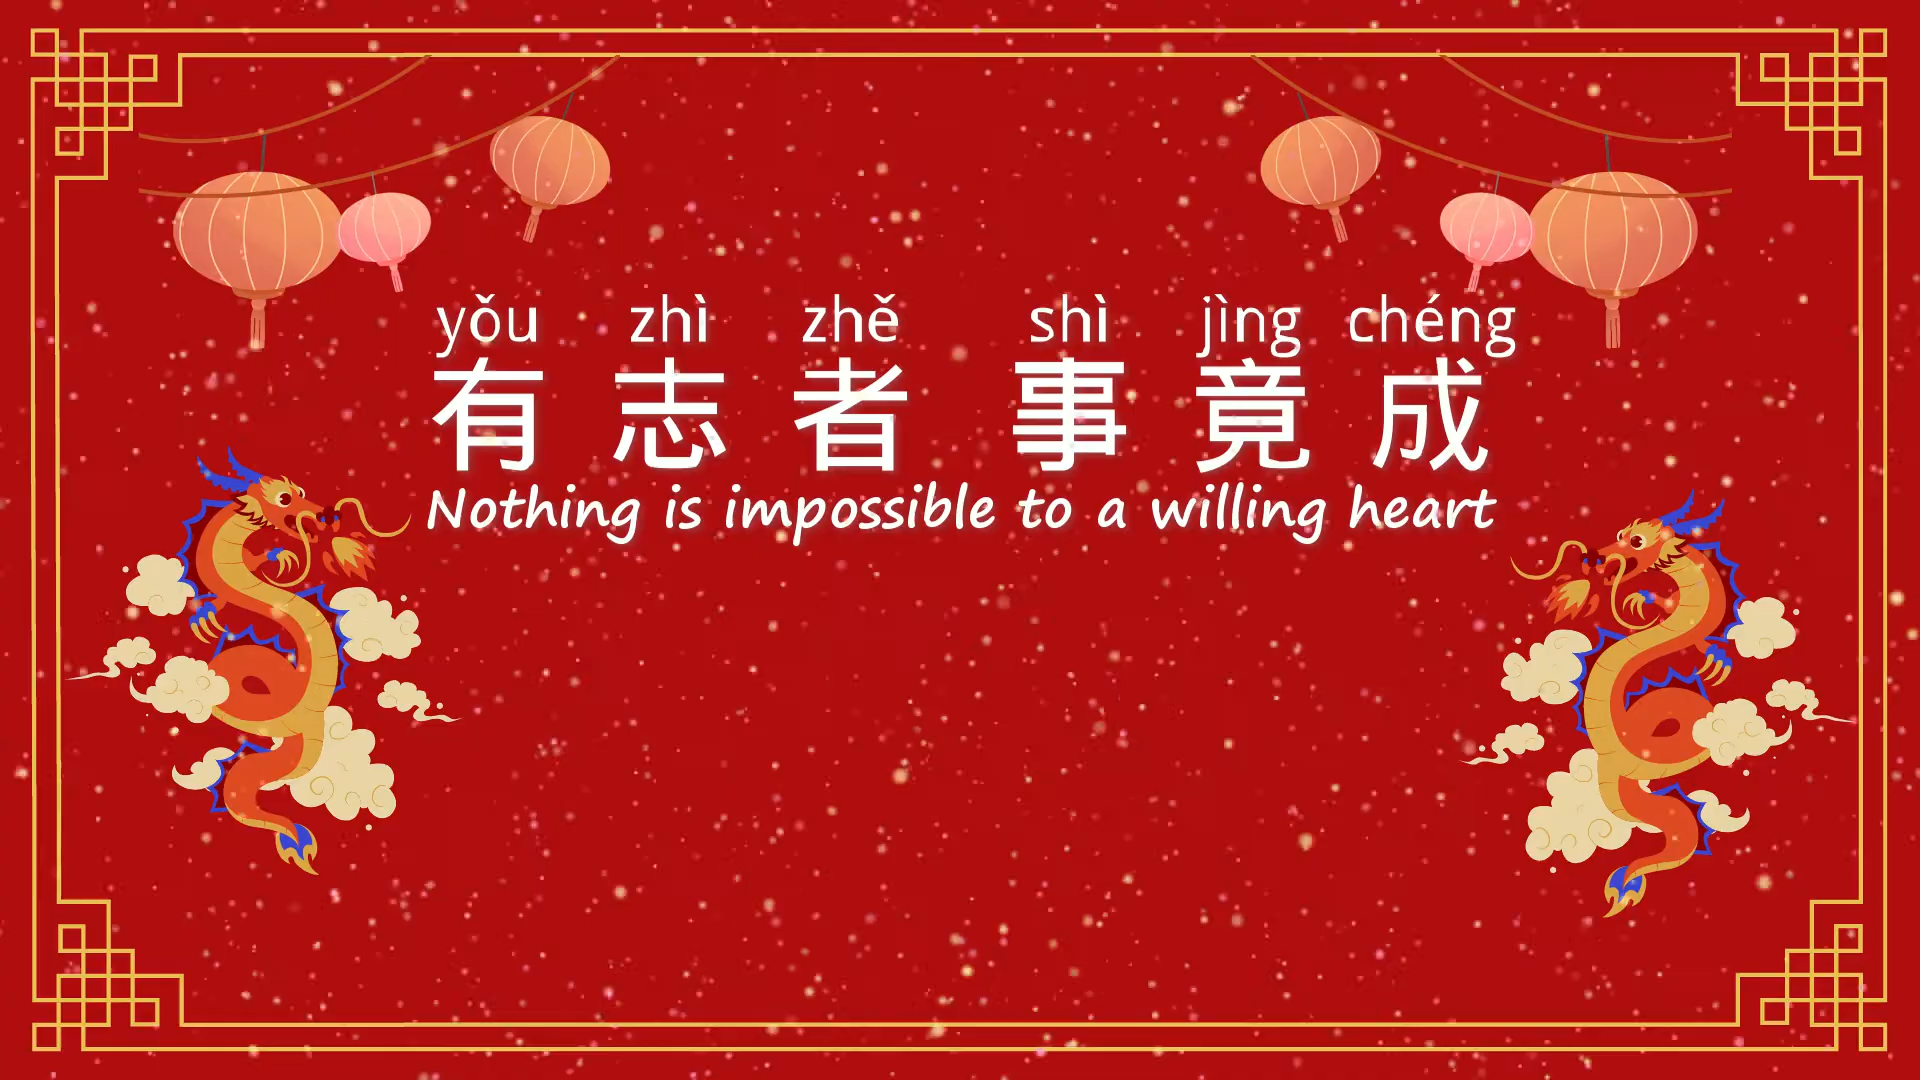 yǒu zhì zhě shì jìng chéng
有志者 事竟成
Nothing is impossible to a willing heart